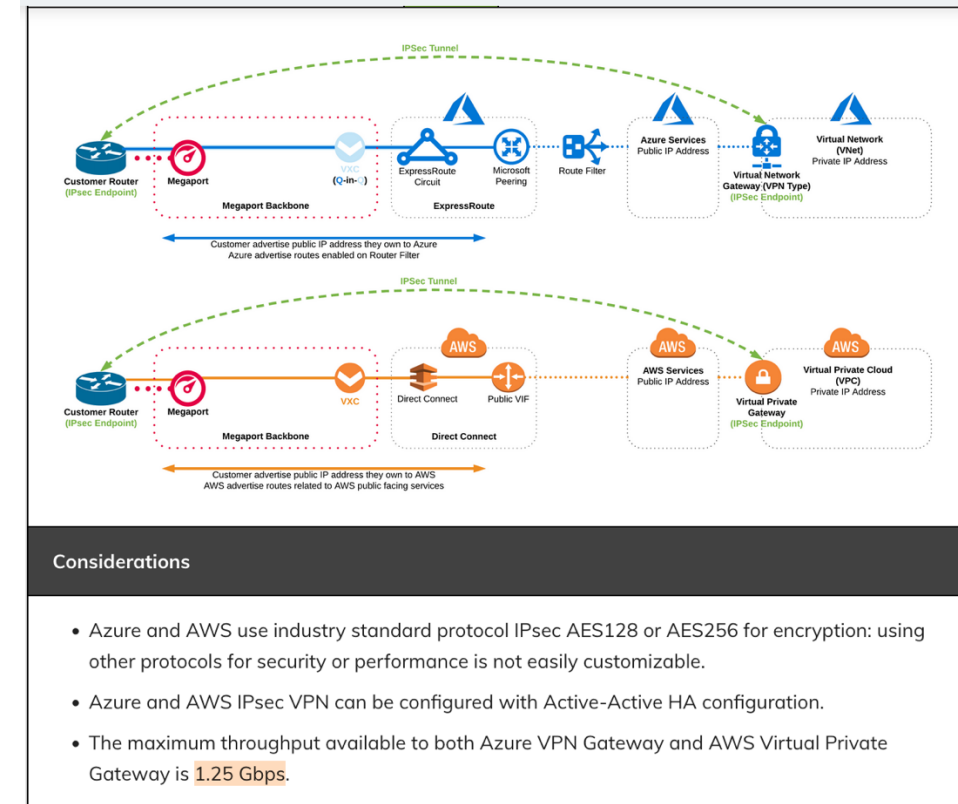 IPSec Tunnel
Customer Router
(IPsec Endpoint)
Megaport
VXC
(Q-in-Q)
Megaport Backbone
ExpressRoute
Circuit
Microsoft
Peering
ExpressRoute
Route Filter
Azure Services
Public IP Address
Virtual Network
Gateway (VPN Type)
(IPSec Endpoint)
Virtual Network
(VNet)
Private IP Address
Customer advertise public IP address they own to Azure
Azure advertise routes enabled on Router Filter
IPSec Tunnel
Customer Router
(IPsec Endpoint)
Megaport
VXC
Megaport Backbone
AWS
Direct Connect
Public VIF
Direct Connect
AWS
AWS Services
Public IP Address
Virtual Private
Gateway
(IPSec Endpoint)
AWS
Virtual Private Cloud
(VPC)
Private IP Address
Customer advertise public IP address they own to AWS
AWS advertise routes related to AWS public facing services
Considerations
• Azure and AWS use industry standard protocol IPsec AES128 or AES256 for encryption: using
other protocols for security or performance is not easily customizable.
• Azure and AWS IPsec VPN can be configured with Active-Active HA configuration.
• The maximum throughput available to both Azure VPN Gateway and AWS Virtual Private
Gateway is 1.25 Gbps.